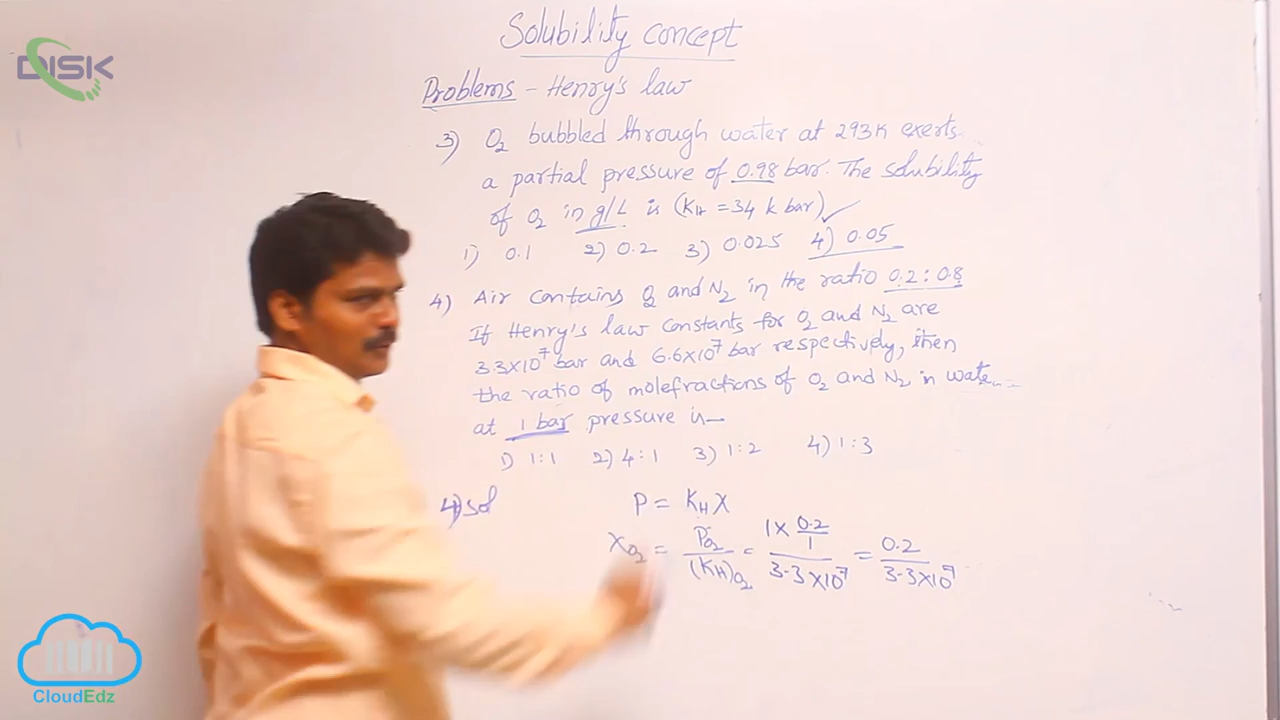 DISK
Solubility concept
Problems - Henry's law
3) O₂ bubbled through water at 293K exerts
a partial pressure of 0.98 bar. The solubility
of O₂ in g/L is (K_H = 34 k bar) ✓
1) 0.1 2) 0.2 3) 0.025 4) 0.05
4) Air contains O₂ and N₂ in the ratio 0.2 : 0.8
If Henry's law constants for O₂ and N₂ are
3.3×10⁷ bar and 6.6×10⁷ bar respectively, then
the ratio of molefractions of O₂ and N₂ in wate
at 1 bar pressure is—
1) 1:1 2) 4:1 3) 1:2 4) 1:3
4) sol P = K_H X
X_O₂ = P_O₂/(K_H)_O₂ = (1 × 0.2/1)/(3.3×10⁷) = 0.2/(3.3×10⁷)
CloudEdz